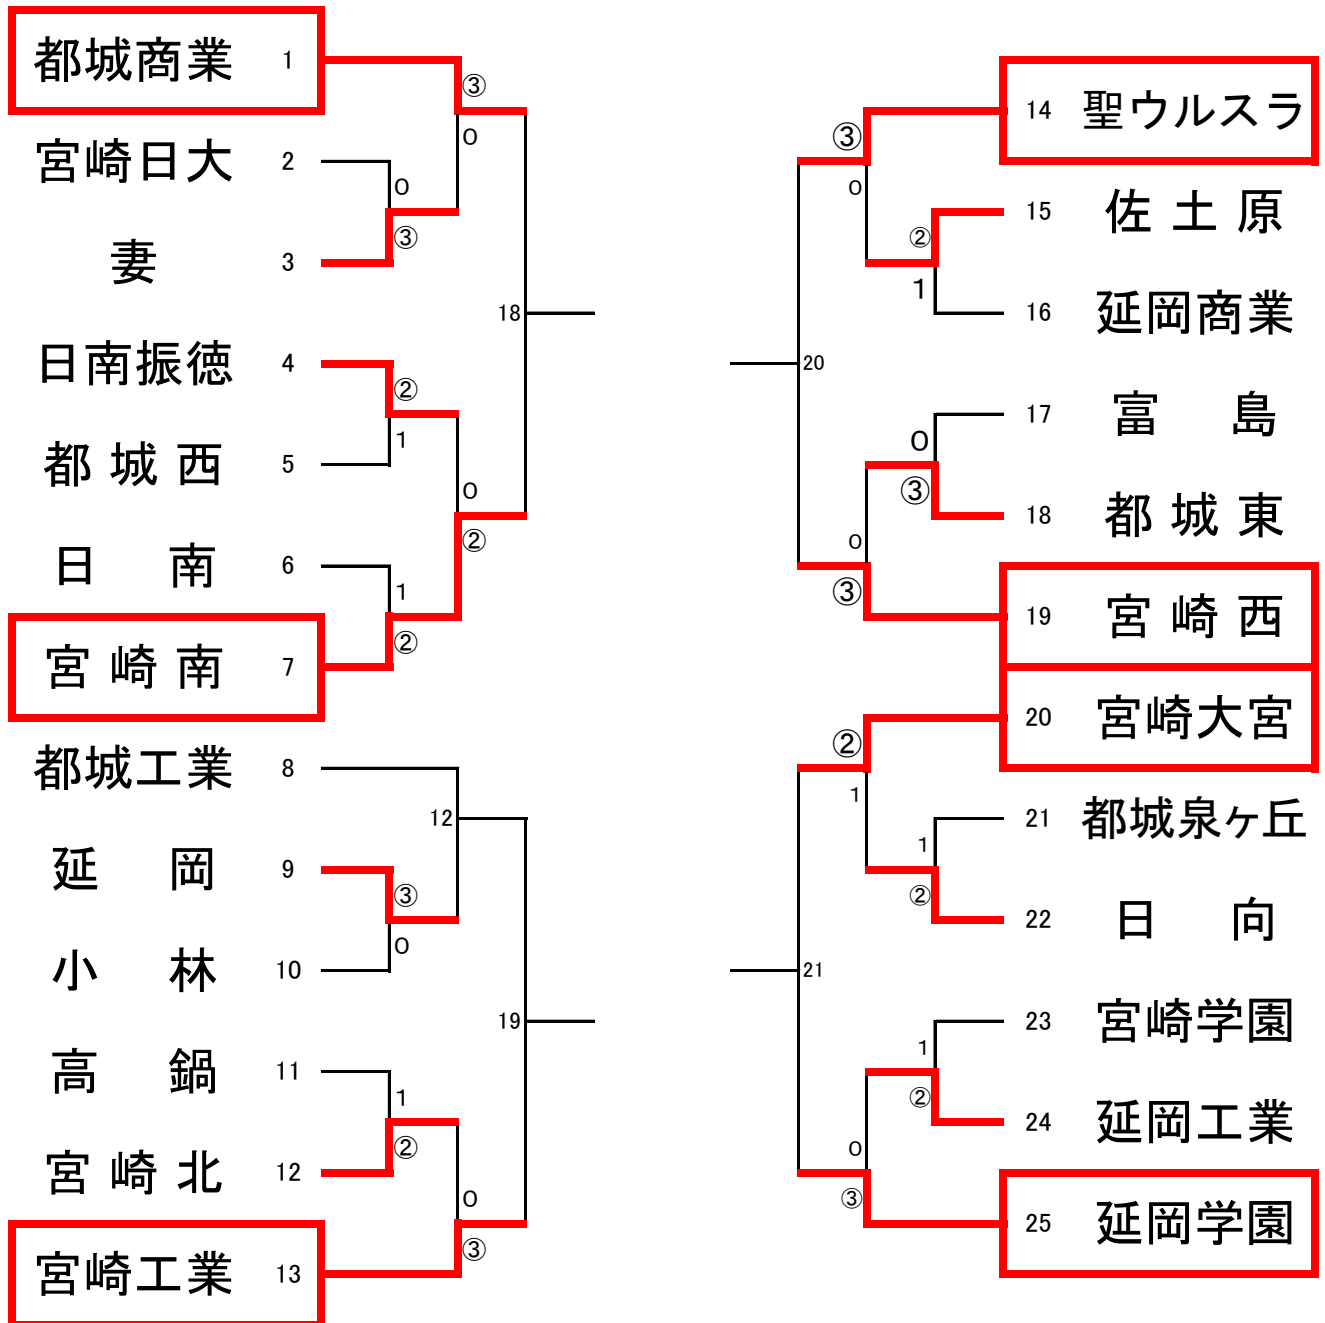 都城商業 1
③
0
宮崎日大 2
0
③
妻 3
18
日南振徳 4
②
1
都城西 5
0
②
日南 6
1
②
宮崎南 7
都城工業 8
12
延岡 9
③
0
小林 10
19
高鍋 11
1
②
宮崎北 12
0
③
宮崎工業 13
14 聖ウルスラ
③
0
15 佐土原
②
1
16 延岡商業
20
17 富島
0
③
18 都城東
0
③
19 宮崎西
20 宮崎大宮
②
1
21 都城泉ヶ丘
1
②
22 日向
21
23 宮崎学園
1
②
24 延岡工業
0
③
25 延岡学園